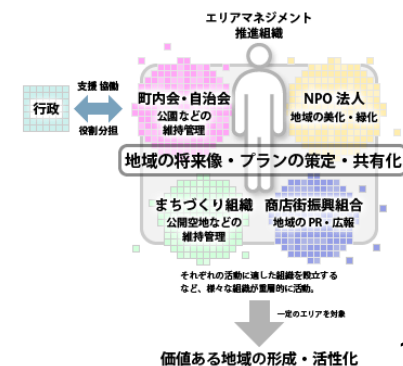 エリアマネジメント
推進組織
支援 協働
行政
役割分担
町内会・自治会
公園などの
維持管理
NPO 法人
地域の美化・緑化
地域の将来像・プランの策定・共有化
まちづくり組織
公開空地などの
維持管理
商店街振興組合
地域の PR・広報
それぞれの活動に適した組織を設立する
など、様々な組織が重層的に活動。
一定のエリアを対象
価値ある地域の形成・活性化